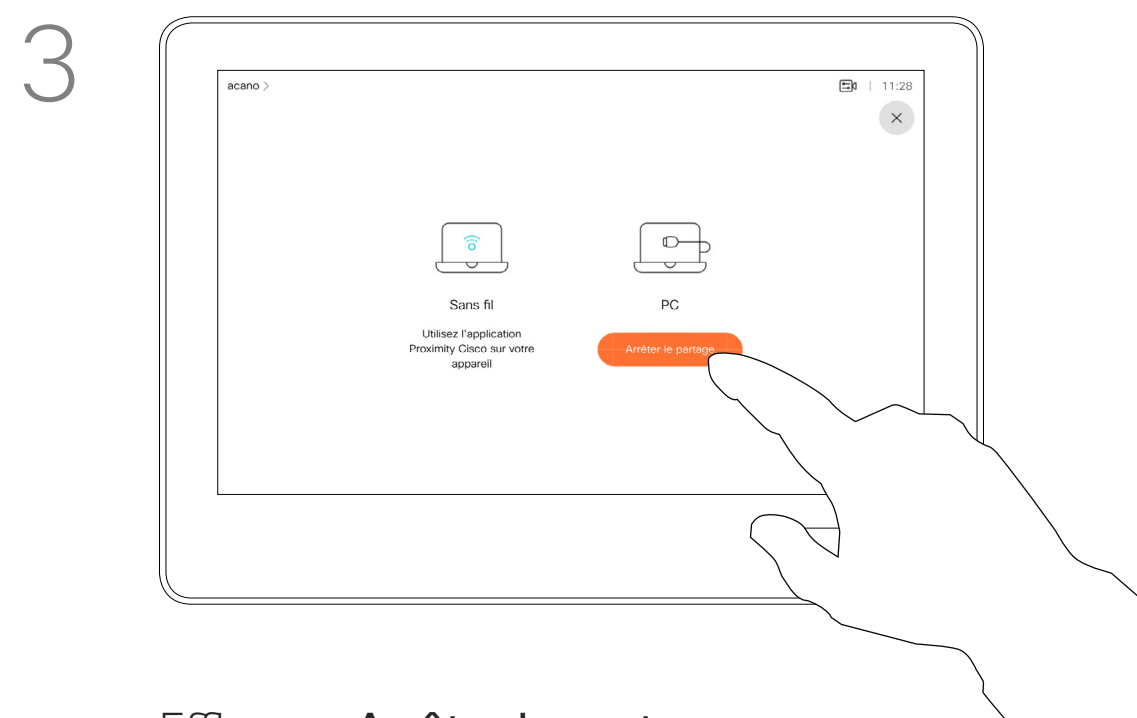 3
acano >
11:28
Sans fil
PC
Utilisez l'application
Proximity Cisco sur votre
appareil
Arrêter le partage